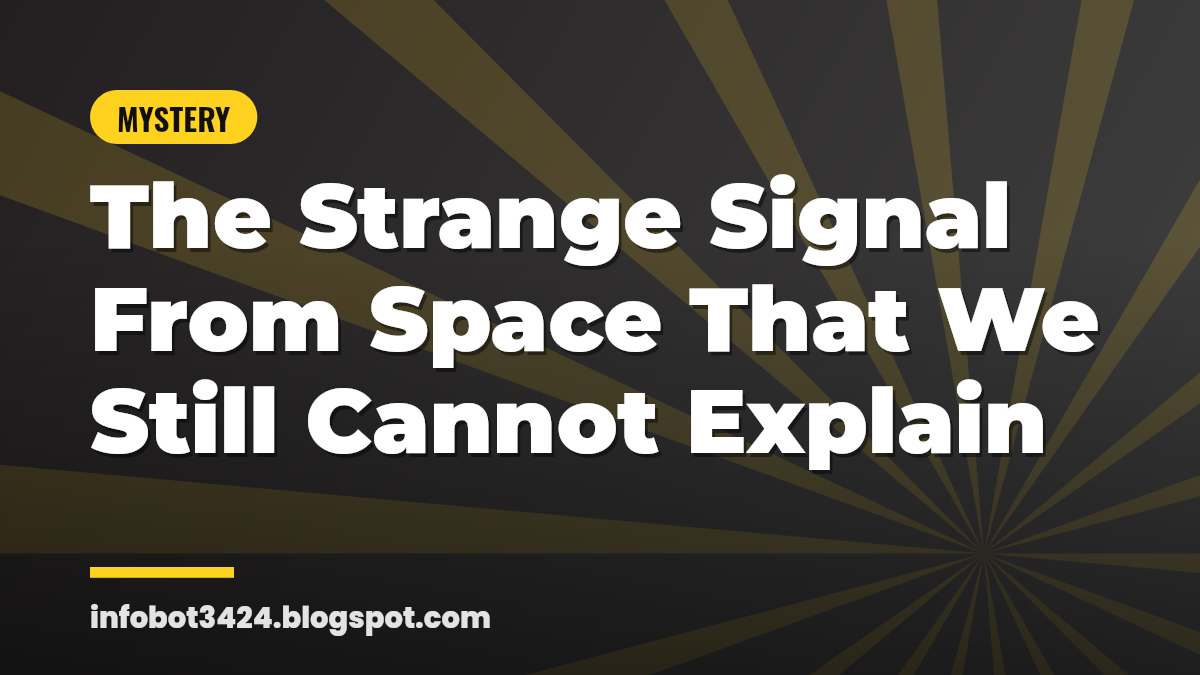 MYSTERY
The Strange Signal
From Space That We
Still Cannot Explain
infobot3424.blogspot.com